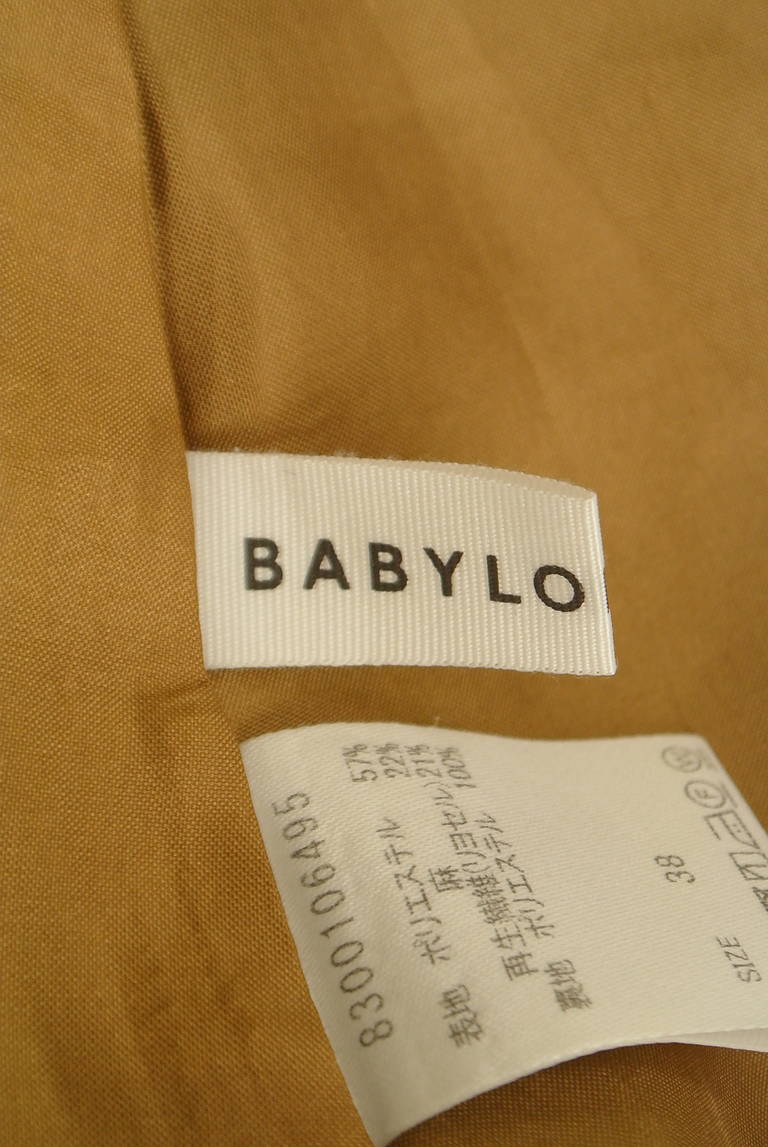 BABYLO
8300106495
表地 ポリエステル 57%
麻 22%
再生繊維(リヨセル) 21%
裏地 ポリエステル 100%
SIZE 38